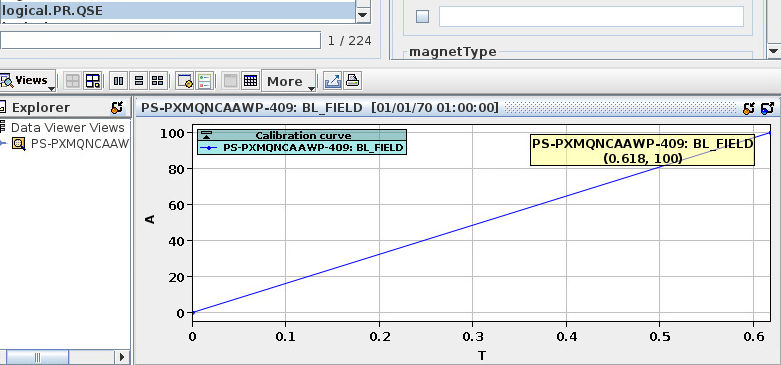 logical.PR.QSE
1 / 224
magnetType
Views
More
Explorer
PS-PXMQNCAAWP-409: BL_FIELD [01/01/70 01:00:00]
Data Viewer Views
PS-PXMQNCAAW
Calibration curve
PS-PXMQNCAAWP-409: BL_FIELD
PS-PXMQNCAAWP-409: BL_FIELD
(0.618, 100)
100
80
60
40
20
0
A
0
0.1
0.2
0.3
0.4
0.5
0.6
T